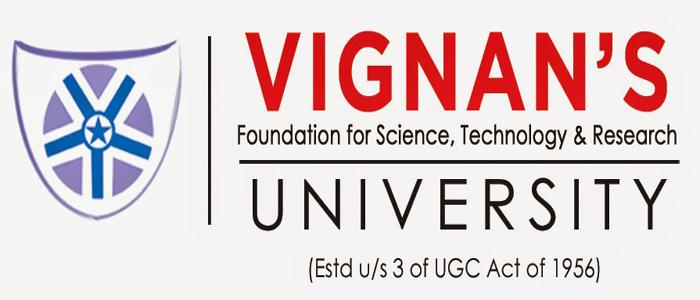 VIGNAN'S
Foundation for Science, Technology & Research
UNIVERSITY
(Estd u/s 3 of UGC Act of 1956)